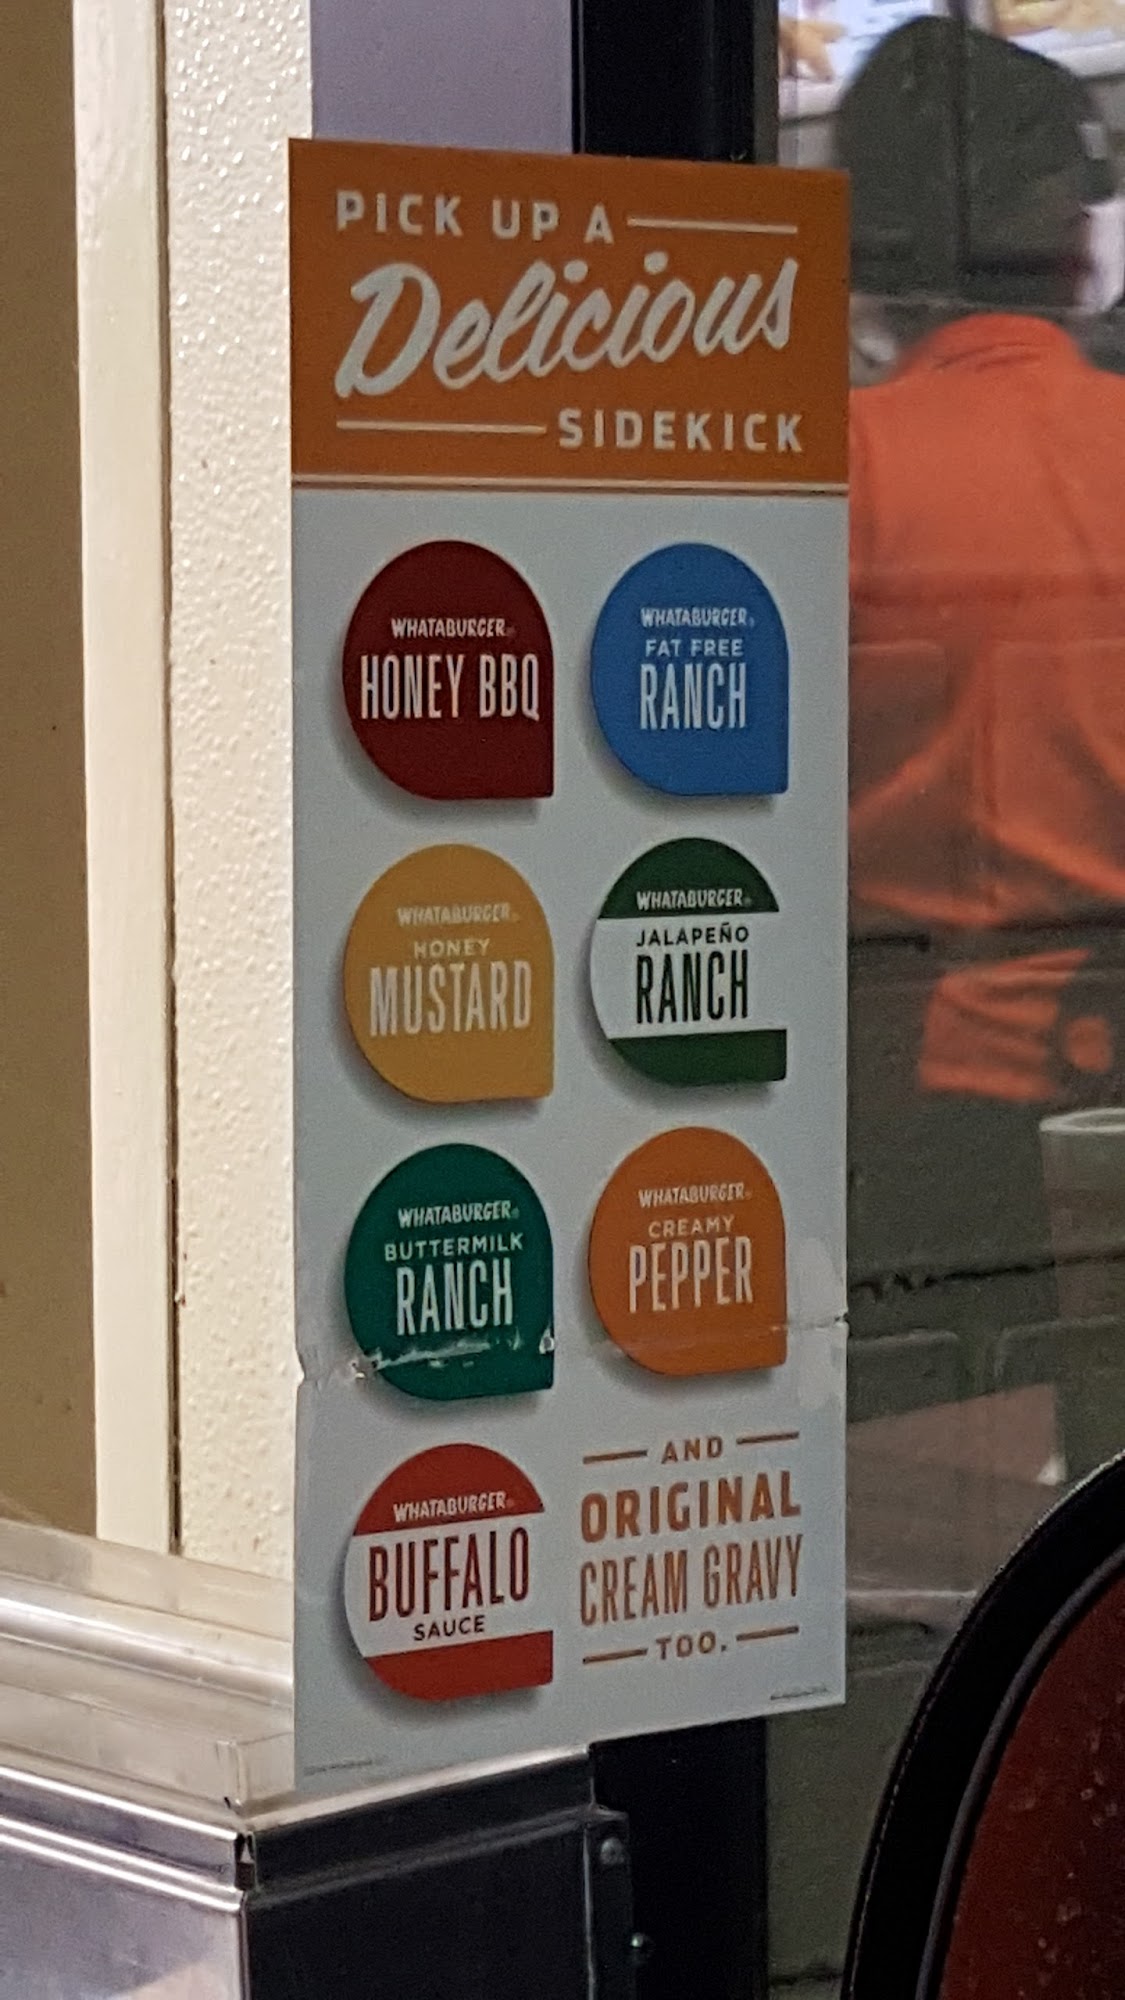 PICK UP A
Delicious
SIDEKICK
WHATABURGER®
HONEY BBQ
WHATABURGER®
FAT FREE
RANCH
WHATABURGER®
HONEY
MUSTARD
WHATABURGER®
JALAPEÑO
RANCH
WHATABURGER®
BUTTERMILK
RANCH
WHATABURGER®
CREAMY
PEPPER
WHATABURGER®
BUFFALO
SAUCE
AND
ORIGINAL
CREAM GRAVY
TOO.